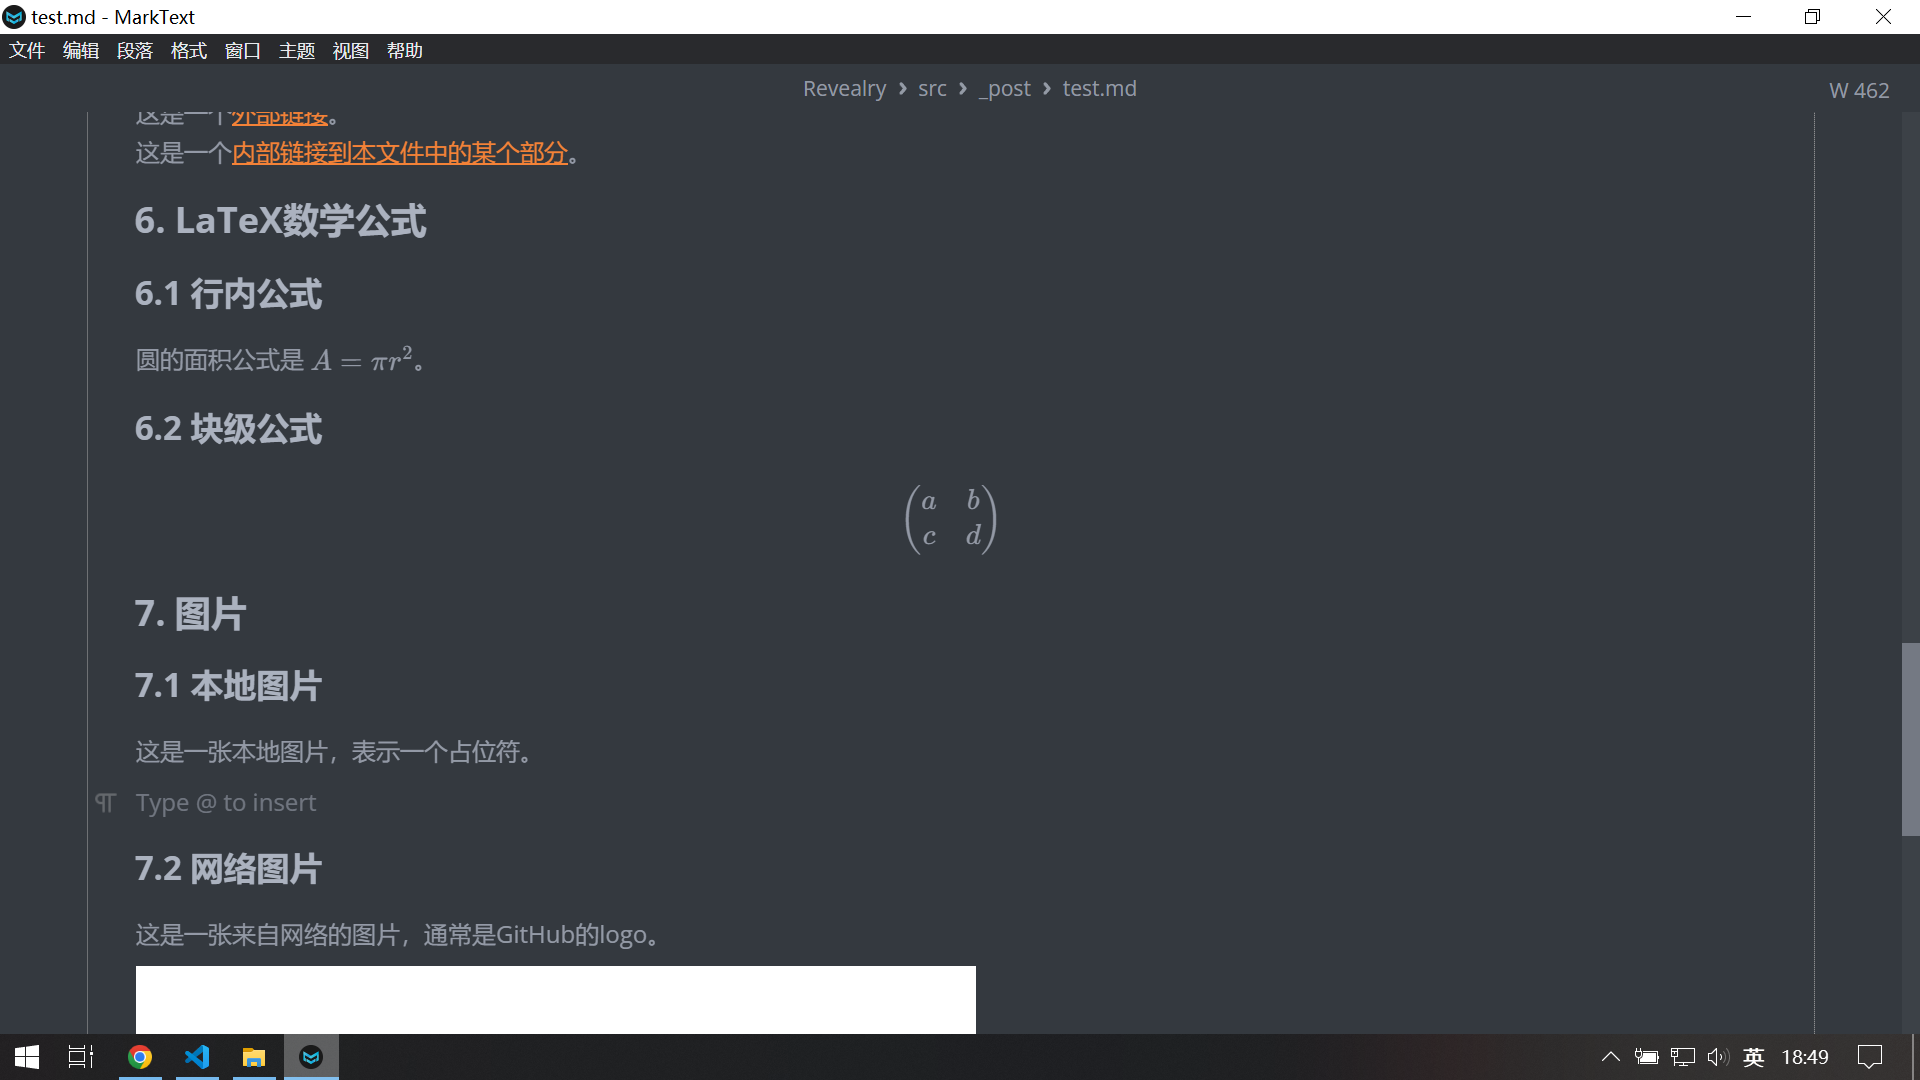 test.md - MarkText
文件 编辑 段落 格式 窗口 主题 视图 帮助
Revealry › src › _post › test.md
W 462
这是一个外部链接。
这是一个内部链接到本文件中的某个部分。
6. LaTeX数学公式
6.1 行内公式
圆的面积公式是 A = πr²。
6.2 块级公式
a b
c d
7. 图片
7.1 本地图片
这是一张本地图片，表示一个占位符。
Type @ to insert
7.2 网络图片
这是一张来自网络的图片，通常是GitHub的logo。
英 18:49